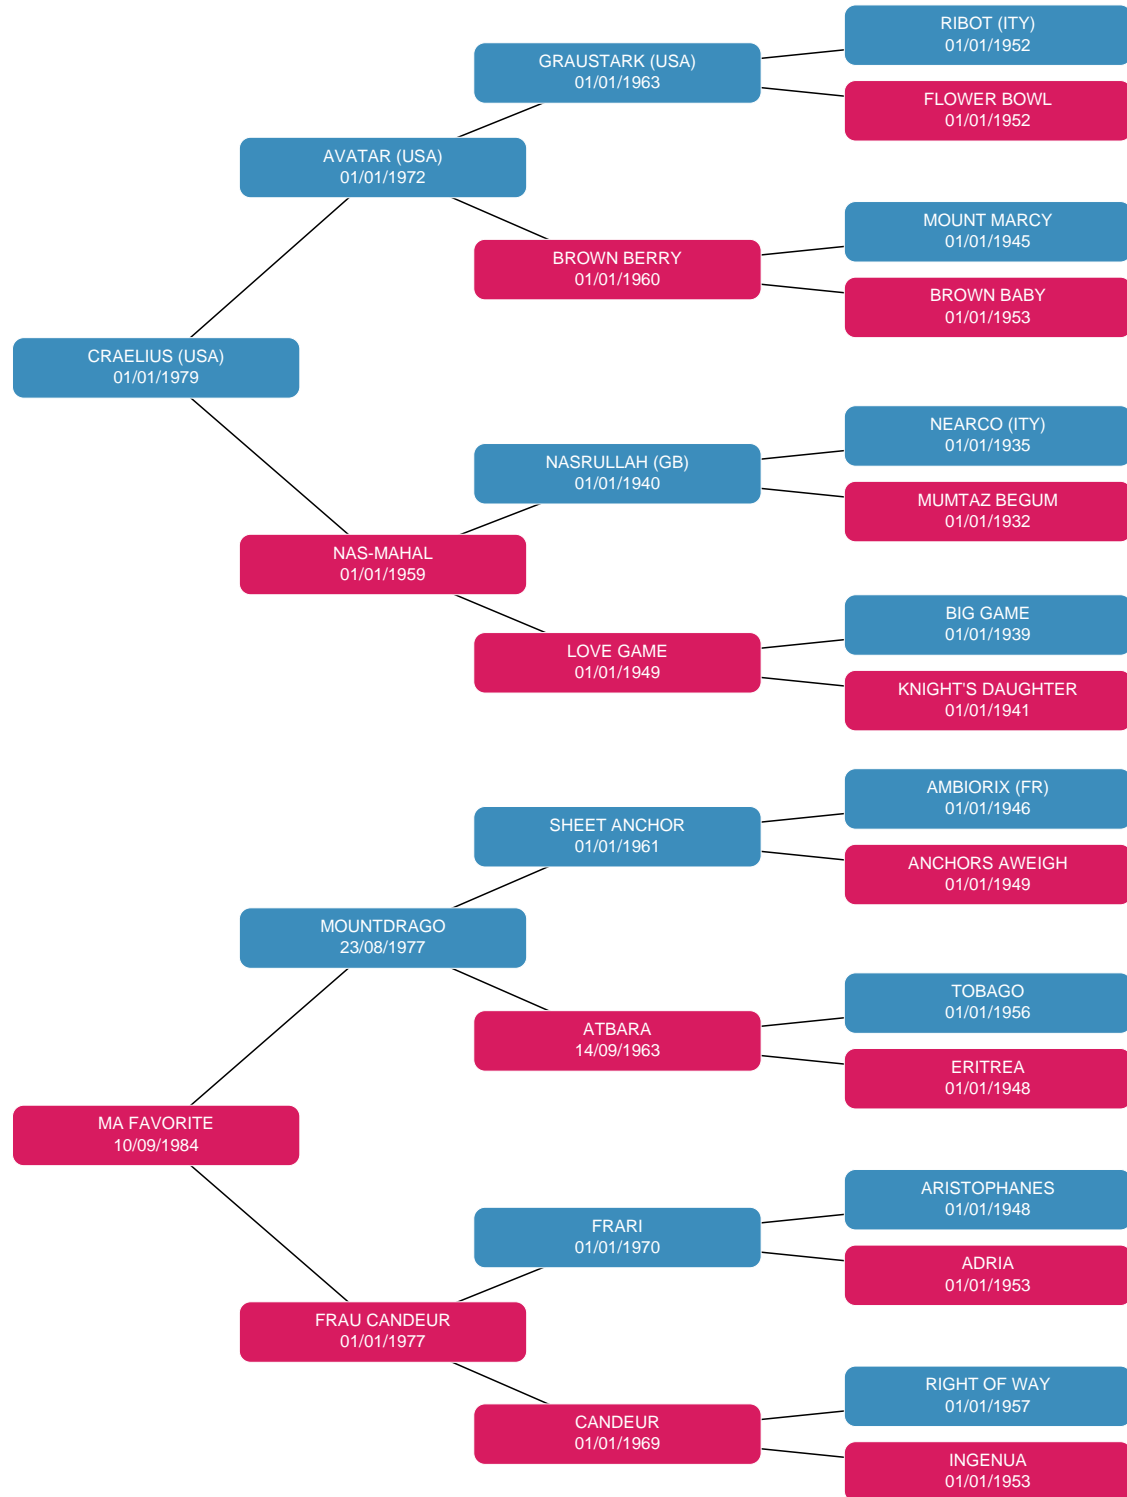 RIBOT (ITY)
01/01/1952
GRAUSTARK (USA)
01/01/1963
FLOWER BOWL
01/01/1952
AVATAR (USA)
01/01/1972
MOUNT MARCY
01/01/1945
BROWN BERRY
01/01/1960
BROWN BABY
01/01/1953
CRAELIUS (USA)
01/01/1979
NEARCO (ITY)
01/01/1935
NASRULLAH (GB)
01/01/1940
MUMTAZ BEGUM
01/01/1932
NAS-MAHAL
01/01/1959
BIG GAME
01/01/1939
LOVE GAME
01/01/1949
KNIGHT'S DAUGHTER
01/01/1941
AMBIORIX (FR)
01/01/1946
SHEET ANCHOR
01/01/1961
ANCHORS AWEIGH
01/01/1949
MOUNTDRAGO
23/08/1977
TOBAGO
01/01/1956
ATBARA
14/09/1963
ERITREA
01/01/1948
MA FAVORITE
10/09/1984
ARISTOPHANES
01/01/1948
FRARI
01/01/1970
ADRIA
01/01/1953
FRAU CANDEUR
01/01/1977
RIGHT OF WAY
01/01/1957
CANDEUR
01/01/1969
INGENUA
01/01/1953